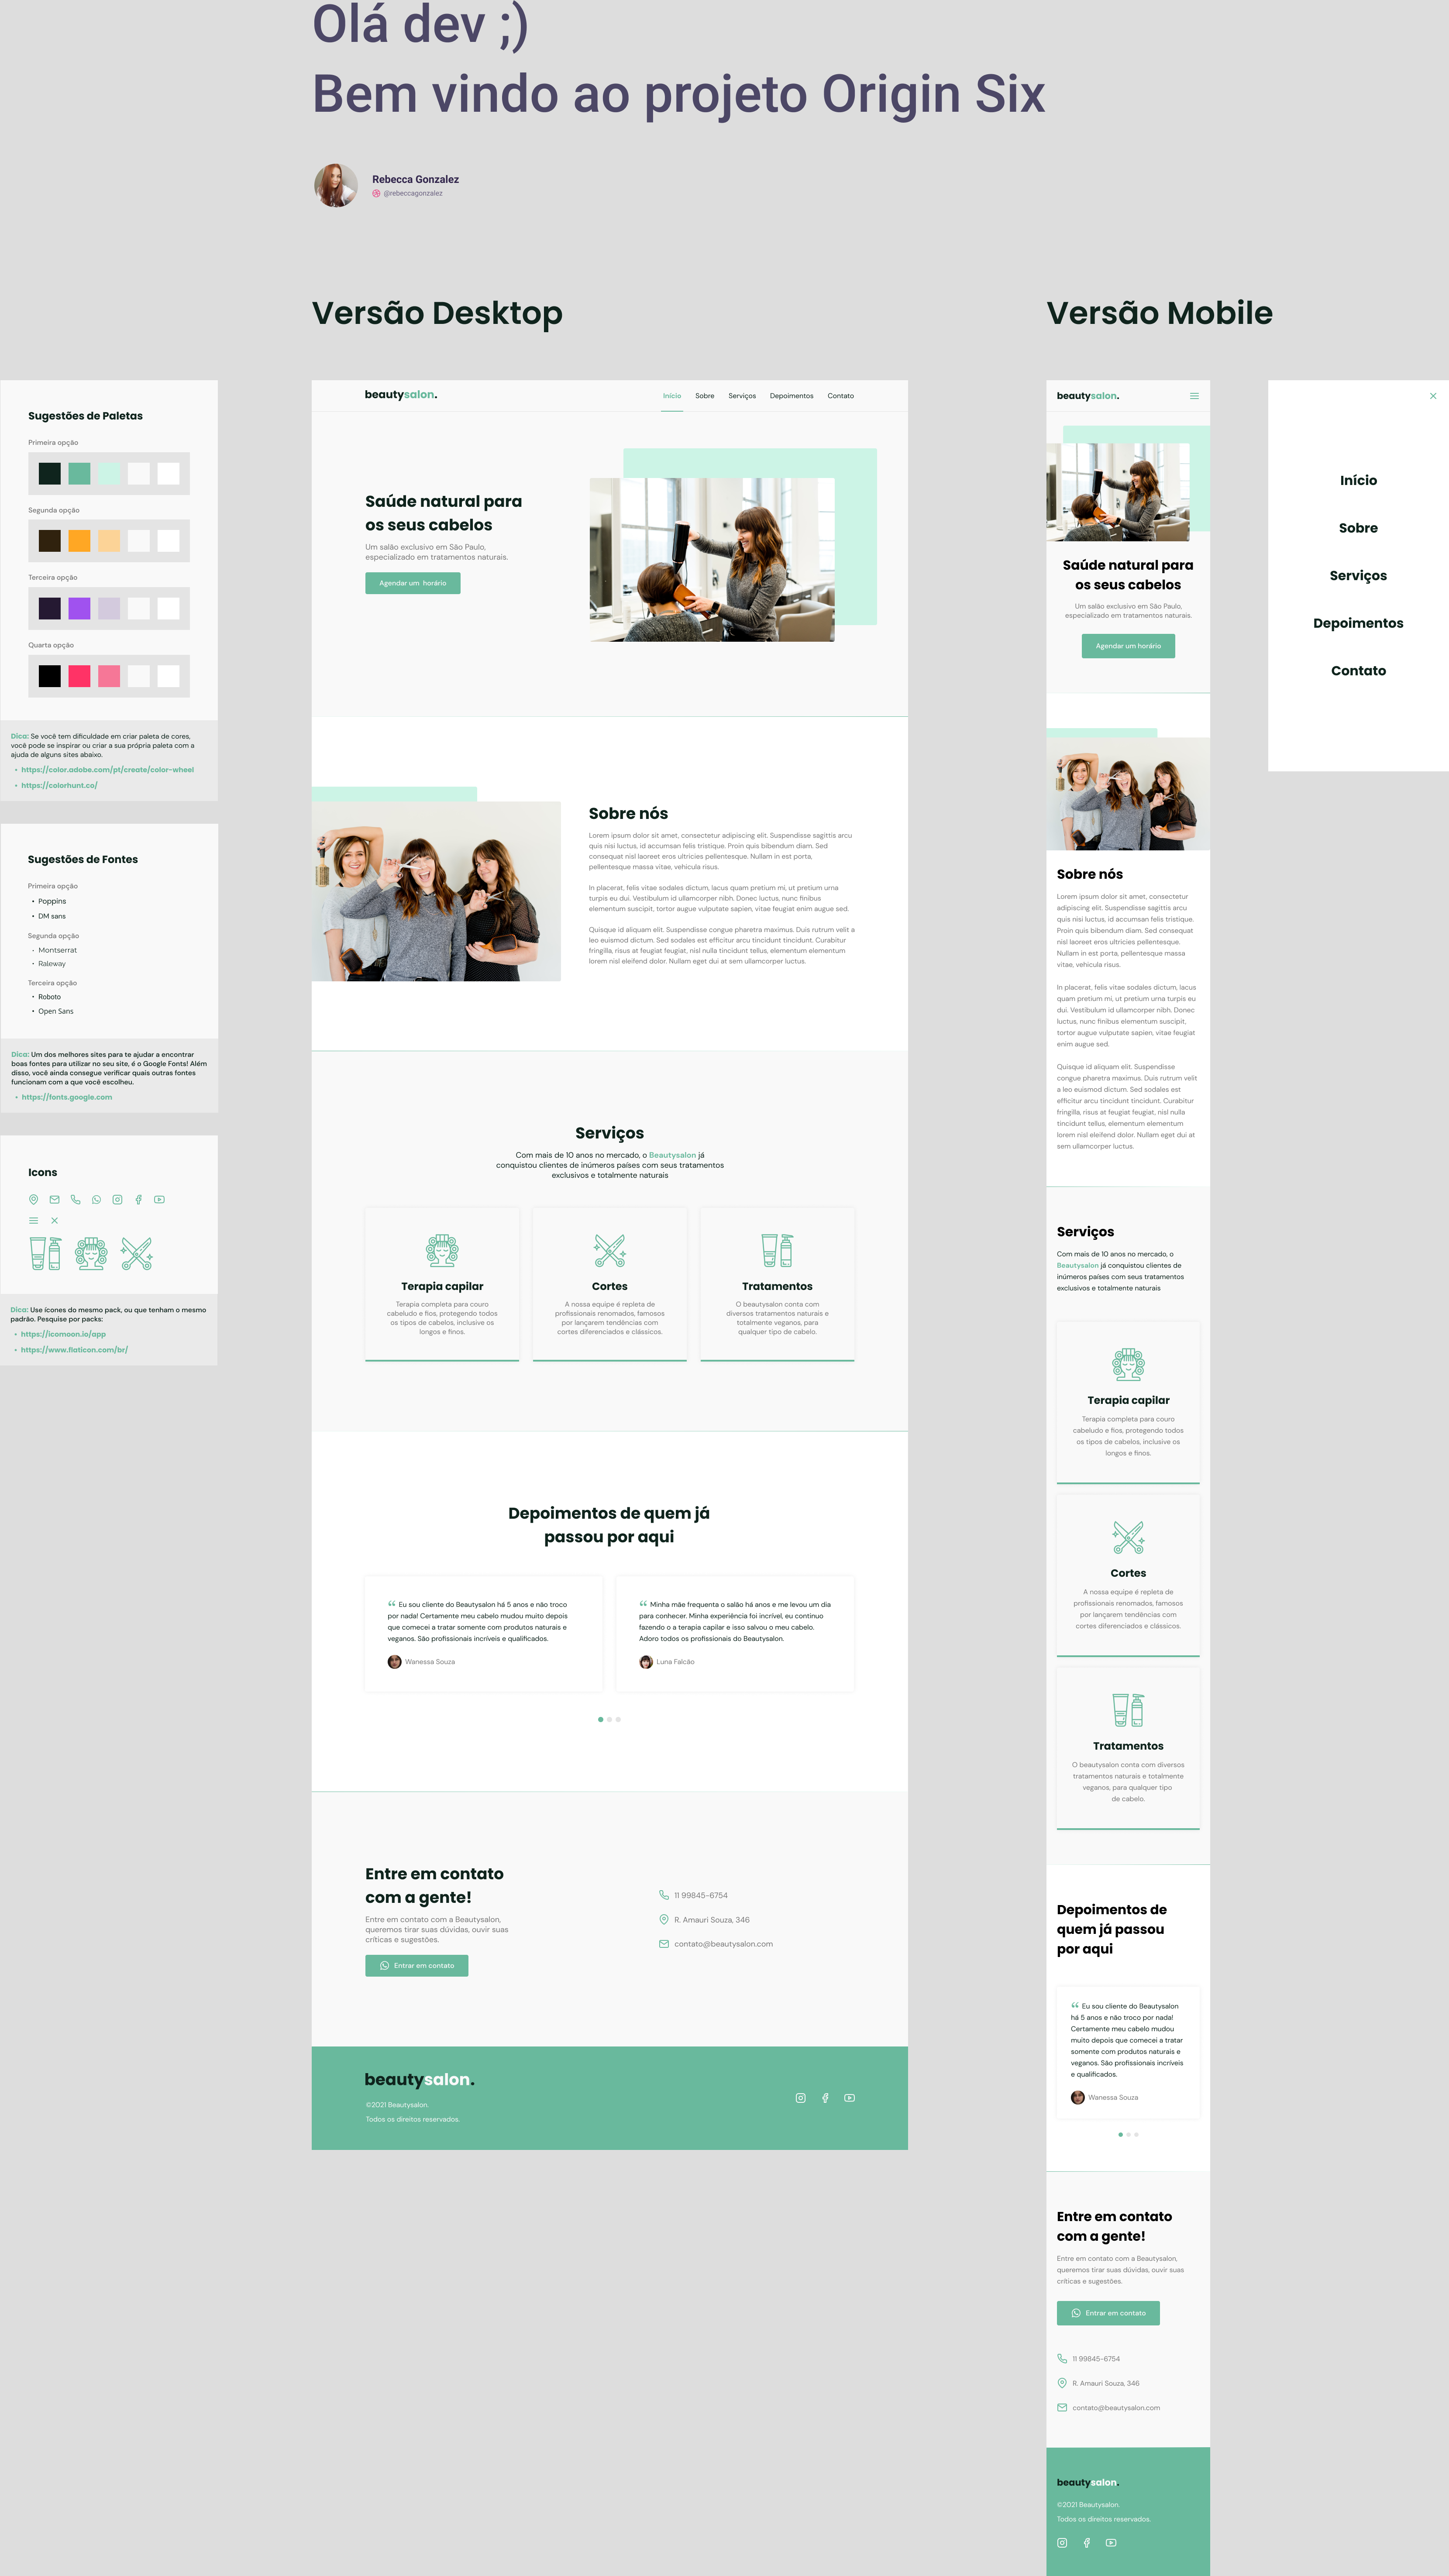 Olá dev ;)
Bem vindo ao projeto Origin Six
Rebecca Gonzalez
@rebeccagonzalez
Versão Desktop
Versão Mobile
Sugestões de Paletas
Primeira opção
Segunda opção
Terceira opção
Quarta opção
Dica: Se você tem dificuldade em criar paleta de cores,
você pode se inspirar ou criar a sua própria paleta com a
ajuda de alguns sites abaixo.
• https://color.adobe.com/pt/create/color-wheel
• https://colorhunt.co/
Sugestões de Fontes
Primeira opção
• Poppins
• DM sans
Segunda opção
• Montserrat
• Raleway
Terceira opção
• Roboto
• Open Sans
Dica: Um dos melhores sites para te ajudar a encontrar
boas fontes para utilizar no seu site, é o Google Fonts! Além
disso, você ainda consegue verificar quais outras fontes
funcionam com a que você escolheu.
• https://fonts.google.com
Icons
Dica: Use ícones do mesmo pack, ou que tenham o mesmo
padrão. Pesquise por packs:
• https://icomoon.io/app
• https://www.flaticon.com/br/
beautysalon.
Início Sobre Serviços Depoimentos Contato
Saúde natural para
os seus cabelos
Um salão exclusivo em São Paulo,
especializado em tratamentos naturais.
Agendar um horário
Sobre nós
Lorem ipsum dolor sit amet, consectetur adipiscing elit. Suspendisse sagittis arcu
quis nisi luctus, id accumsan felis tristique. Proin quis bibendum diam. Sed
consequat nisl laoreet eros ultricies pellentesque. Nullam in est porta,
pellentesque massa vitae, vehicula risus.
In placerat, felis vitae sodales dictum, lacus quam pretium mi, ut pretium urna
turpis eu dui. Vestibulum id ullamcorper nibh. Donec luctus, nunc finibus
elementum suscipit, tortor augue vulputate sapien, vitae feugiat enim augue sed.
Quisque id aliquam elit. Suspendisse congue pharetra maximus. Duis rutrum velit a
leo euismod dictum. Sed sodales est efficitur arcu tincidunt tincidunt. Curabitur
fringilla, risus at feugiat feugiat, nisl nulla tincidunt tellus, elementum elementum
lorem nisl eleifend dolor. Nullam eget dui at sem ullamcorper luctus.
Serviços
Com mais de 10 anos no mercado, o Beautysalon já
conquistou clientes de inúmeros países com seus tratamentos
exclusivos e totalmente naturais
Terapia capilar
Terapia completa para couro
cabeludo e fios, protegendo todos
os tipos de cabelos, inclusive os
longos e finos.
Cortes
A nossa equipe é repleta de
profissionais renomados, famosos
por lançarem tendências com
cortes diferenciados e clássicos.
Tratamentos
O beautysalon conta com
diversos tratamentos naturais e
totalmente veganos, para
qualquer tipo de cabelo.
Depoimentos de quem já
passou por aqui
“ Eu sou cliente do Beautysalon há 5 anos e não troco
por nada! Certamente meu cabelo mudou muito depois
que comecei a tratar somente com produtos naturais e
veganos. São profissionais incríveis e qualificados.
Wanessa Souza
“ Minha mãe frequenta o salão há anos e me levou um dia
para conhecer. Minha experiência foi incrível, eu continuo
fazendo o a terapia capilar e isso salvou o meu cabelo.
Adoro todos os profissionais do Beautysalon.
Luna Falcão
Entre em contato
com a gente!
Entre em contato com a Beautysalon,
queremos tirar suas dúvidas, ouvir suas
críticas e sugestões.
Entrar em contato
11 99845-6754
R. Amauri Souza, 346
contato@beautysalon.com
beautysalon.
©2021 Beautysalon.
Todos os direitos reservados.
beautysalon.
Saúde natural para
os seus cabelos
Um salão exclusivo em São Paulo,
especializado em tratamentos naturais.
Agendar um horário
Sobre nós
Lorem ipsum dolor sit amet, consectetur
adipiscing elit. Suspendisse sagittis arcu
quis nisi luctus, id accumsan felis tristique.
Proin quis bibendum diam. Sed consequat
nisl laoreet eros ultricies pellentesque.
Nullam in est porta, pellentesque massa
vitae, vehicula risus.
In placerat, felis vitae sodales dictum, lacus
quam pretium mi, ut pretium urna turpis eu
dui. Vestibulum id ullamcorper nibh. Donec
luctus, nunc finibus elementum suscipit,
tortor augue vulputate sapien, vitae feugiat
enim augue sed.
Quisque id aliquam elit. Suspendisse
congue pharetra maximus. Duis rutrum velit
a leo euismod dictum. Sed sodales est
efficitur arcu tincidunt tincidunt. Curabitur
fringilla, risus at feugiat feugiat, nisl nulla
tincidunt tellus, elementum elementum
lorem nisl eleifend dolor. Nullam eget dui at
sem ullamcorper luctus.
Serviços
Com mais de 10 anos no mercado, o
Beautysalon já conquistou clientes de
inúmeros países com seus tratamentos
exclusivos e totalmente naturais
Terapia capilar
Terapia completa para couro
cabeludo e fios, protegendo todos
os tipos de cabelos, inclusive os
longos e finos.
Cortes
A nossa equipe é repleta de
profissionais renomados, famosos
por lançarem tendências com
cortes diferenciados e clássicos.
Tratamentos
O beautysalon conta com diversos
tratamentos naturais e totalmente
veganos, para qualquer tipo
de cabelo.
Depoimentos de
quem já passou
por aqui
“ Eu sou cliente do Beautysalon
há 5 anos e não troco por nada!
Certamente meu cabelo mudou
muito depois que comecei a tratar
somente com produtos naturais e
veganos. São profissionais incríveis
e qualificados.
Wanessa Souza
Entre em contato
com a gente!
Entre em contato com a Beautysalon,
queremos tirar suas dúvidas, ouvir suas
críticas e sugestões.
Entrar em contato
11 99845-6754
R. Amauri Souza, 346
contato@beautysalon.com
beautysalon.
©2021 Beautysalon.
Todos os direitos reservados.
Início
Sobre
Serviços
Depoimentos
Contato